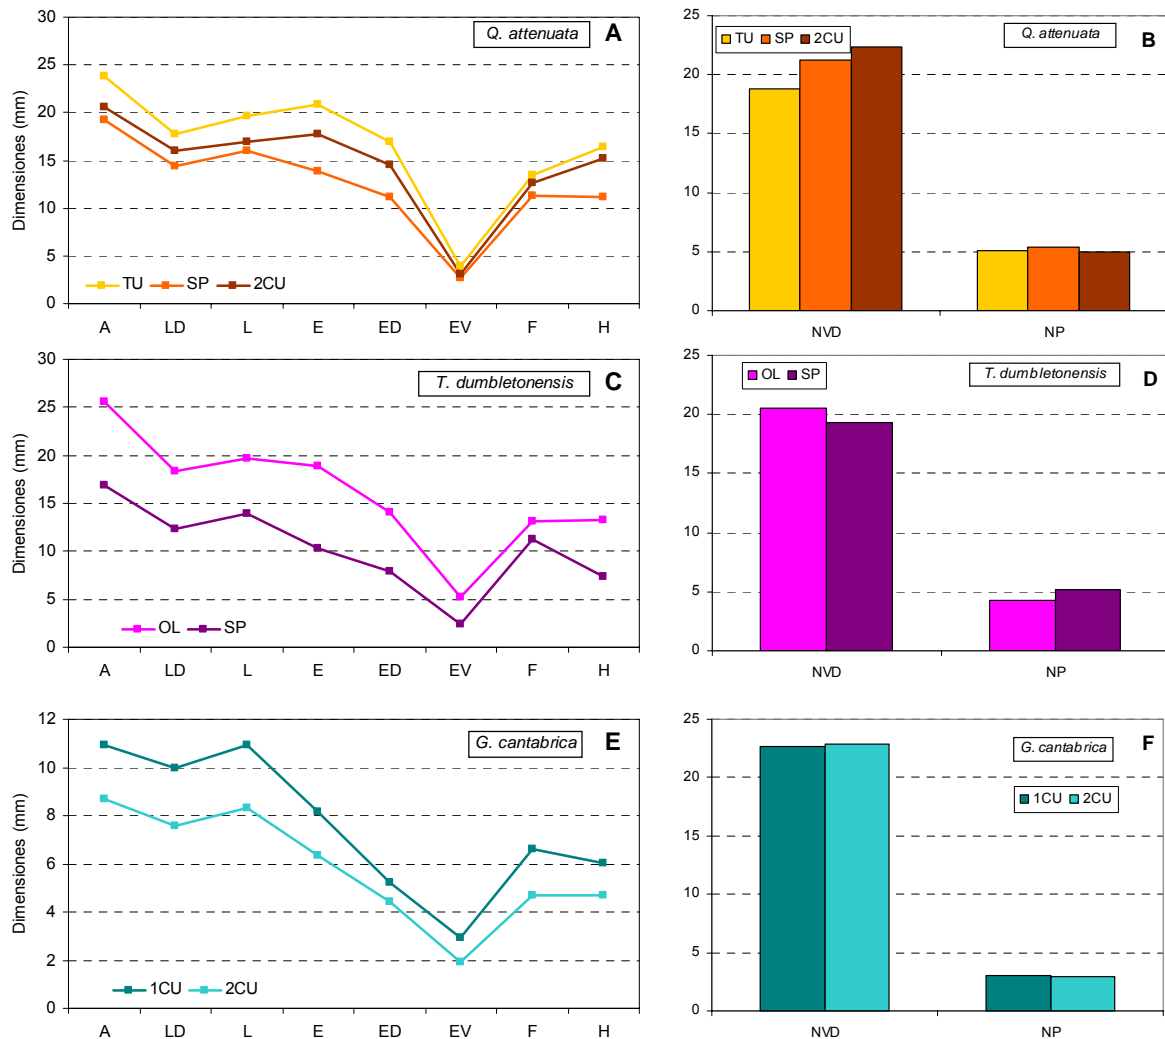 Q. attenuata A
Dimensiones (mm)
30
25
20
15
10
5
0
TU SP 2CU
A LD L E ED EV F H
TU SP 2CU Q. attenuata B
25
20
15
10
5
0
NVD NP
T. dumbletonensis C
Dimensiones (mm)
30
25
20
15
10
5
0
OL SP
A LD L E ED EV F H
OL SP T. dumbletonensis D
25
20
15
10
5
0
NVD NP
G. cantabrica E
Dimensiones (mm)
12
10
8
6
4
2
0
1CU 2CU
A LD L E ED EV F H
G. cantabrica F
1CU 2CU
25
20
15
10
5
0
NVD NP